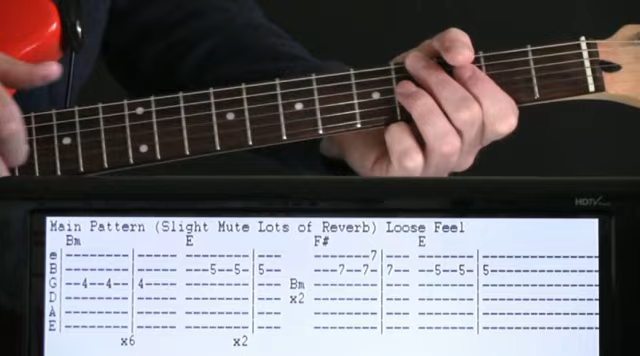 HDTV
Main Pattern (Slight Mute Lots of Reverb) Loose Feel
Bm E F# E
e|--------|----- --------|--- -------7|--- -------|------------
B|--------|----- ---5--5-|5-- ---7--7-|7-- --5--5-|5-----------
G|--4--4--|4---- --------|--- Bm --------|--- -------|------------
D|--------|----- --------|--- x2 --------|--- -------|------------
A|--------|----- --------|--- --------|--- -------|------------
E|--------|----- --------|--- --------|--- -------|------------
x6 x2